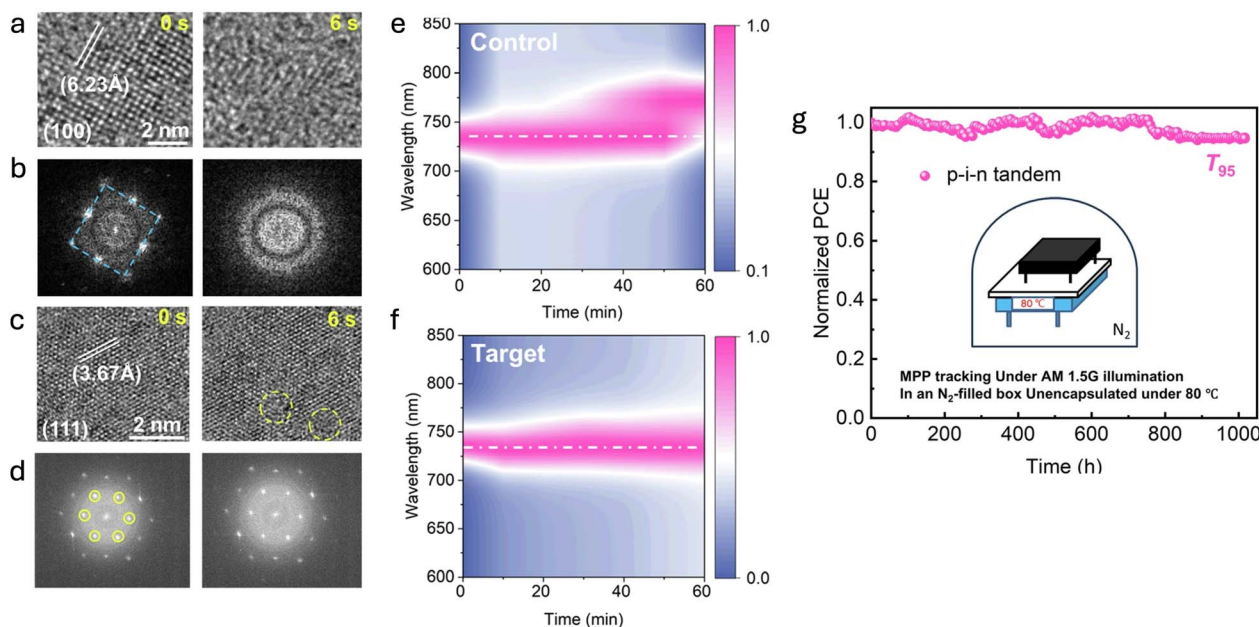 a
0 s
(6.23Å)
(100)
2 nm
6 s
b
c
0 s
(3.67Å)
(111)
2 nm
6 s
d
e
850
800
750
700
650
600
Wavelength (nm)
Control
0
20
40
60
Time (min)
1.0
0.1
f
850
800
750
700
650
600
Wavelength (nm)
Target
0
20
40
60
Time (min)
1.0
0.0
g
Normalized PCE
1.0
0.8
0.6
0.4
0.2
0.0
T95
p-i-n tandem
80 ℃
N2
MPP tracking Under AM 1.5G illumination
In an N2-filled box Unencapsulated under 80 ℃
0
200
400
600
800
1000
Time (h)